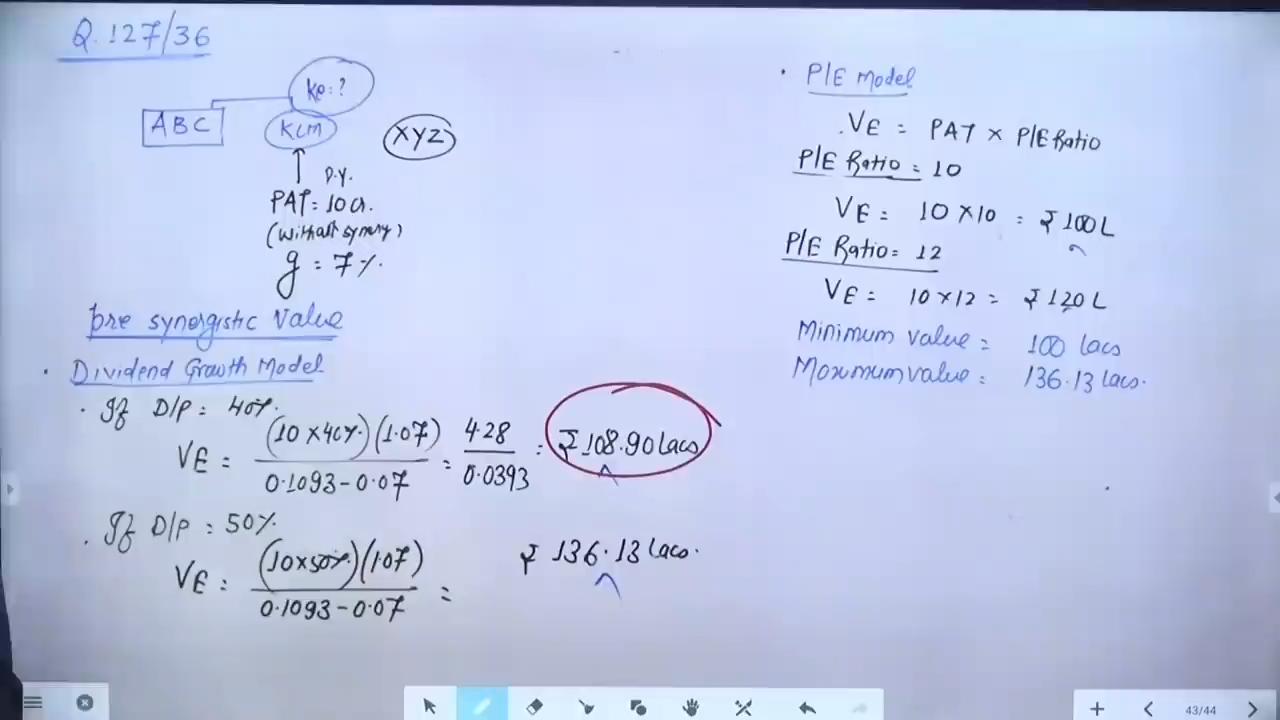 Q. 127/36
Ke = ?
ABC
KLM
XYZ
P.Y.
PAT = 10 cr.
(Without synergy)
g = 7%.
Pre synergistic Value
• Dividend Growth Model
• If D/P = 40%.
VE = (10 × 40%)(1.07) / 0.1093 - 0.07 = 4.28 / 0.0393 = ₹ 108.90 lacs
• If D/P = 50%
VE = (10×50%)(1.07) / 0.1093 - 0.07 = ₹ 136.13 lacs.
• P/E Model
VE = PAT × P/E Ratio
P/E Ratio = 10
VE = 10 × 10 = ₹ 100 L
P/E Ratio = 12
VE = 10 × 12 = ₹ 120 L
Minimum value = 100 lacs
Maximum value = 136.13 lacs.
43/44